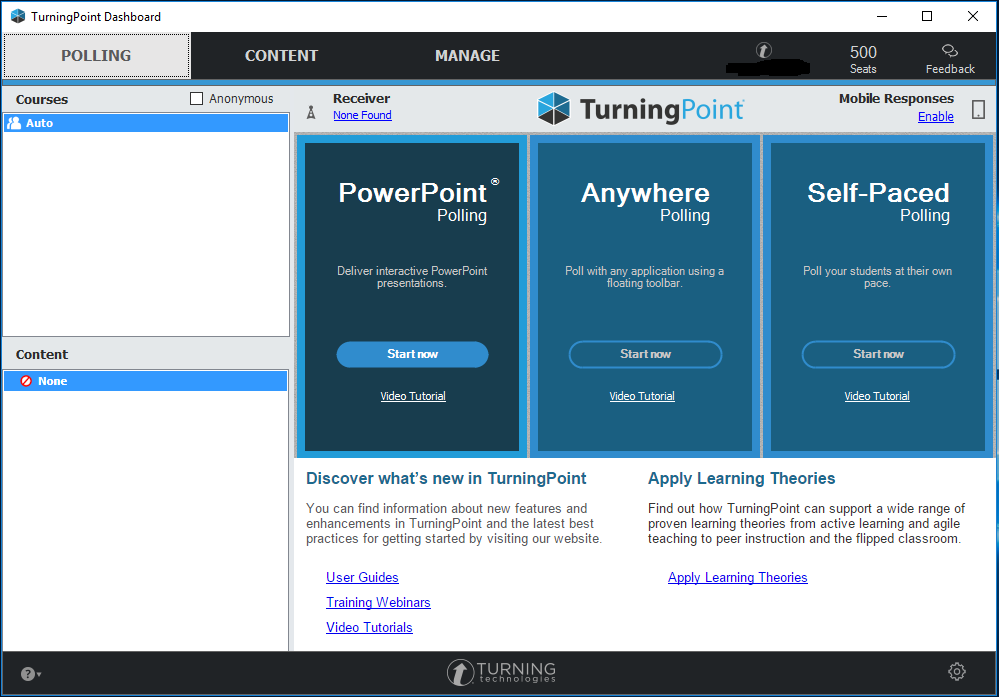 TurningPoint Dashboard
POLLING
CONTENT
MANAGE
500
Seats
Feedback
Courses
Anonymous
Auto
Receiver
None Found
TurningPoint
Mobile Responses
Enable
PowerPoint®
Polling
Deliver interactive PowerPoint
presentations.
Start now
Video Tutorial
Anywhere
Polling
Poll with any application using a
floating toolbar.
Start now
Video Tutorial
Self-Paced
Polling
Poll your students at their own
pace.
Start now
Video Tutorial
Content
None
Discover what's new in TurningPoint
You can find information about new features and
enhancements in TurningPoint and the latest best
practices for getting started by visiting our website.
User Guides
Training Webinars
Video Tutorials
Apply Learning Theories
Find out how TurningPoint can support a wide range of
proven learning theories from active learning and agile
teaching to peer instruction and the flipped classroom.
Apply Learning Theories
?
TURNING
technologies